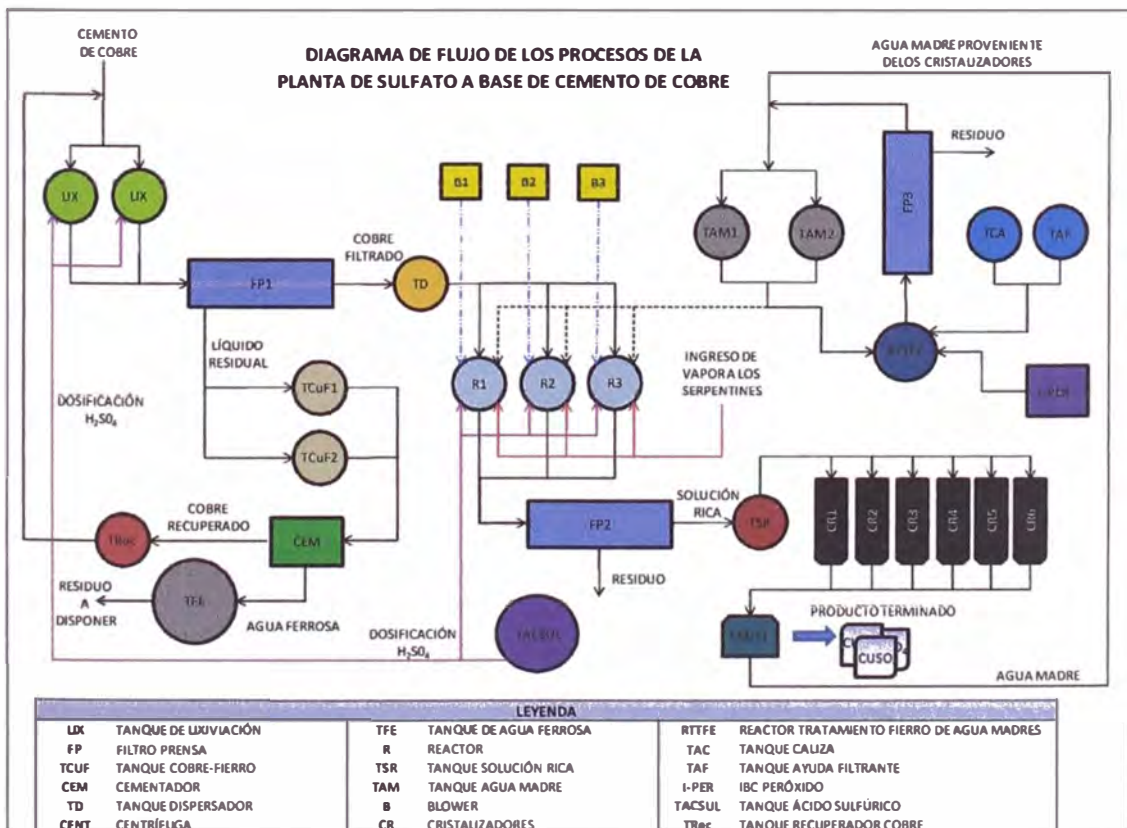 CEMENTO
DE COBRE
DIAGRAMA DE FLUJO DE LOS PROCESOS DE LA
PLANTA DE SULFATO A BASE DE CEMENTO DE COBRE
AGUA MADRE PROVENIENTE
DELOS CRISTALIZADORES
RESIDUO
LIX
LIX
B1
B2
B3
FP3
TAM1
TAM2
TCA
TAF
COBRE
FILTRADO
FP1
TD
LÍQUIDO
RESIDUAL
INGRESO DE
VAPOR A LOS
SERPENTINES
TCuF1
R1
R2
R3
I-PER
DOSIFICACIÓN
H₂SO₄
TCuF2
SOLUCIÓN
RICA
COBRE
RECUPERADO
TRec
CEM
FP2
TSR
CR1
CR2
CR3
CR4
CR5
CR6
RESIDUO
A
DISPONER
TFE
AGUA FERROSA
RESIDUO
DOSIFICACIÓN
H₂SO₄
TACSUL
PRODUCTO TERMINADO
CUSO
AGUA MADRE
LEYENDA
LIX TANQUE DE LIXIVIACIÓN
TFE TANQUE DE AGUA FERROSA
RTTFE REACTOR TRATAMIENTO FIERRO DE AGUA MADRES
FP FILTRO PRENSA
R REACTOR
TAC TANQUE CALIZA
TCUF TANQUE COBRE-FIERRO
TSR TANQUE SOLUCIÓN RICA
TAF TANQUE AYUDA FILTRANTE
CEM CEMENTADOR
TAM TANQUE AGUA MADRE
I-PER IBC PERÓXIDO
TD TANQUE DISPERSADOR
B BLOWER
TACSUL TANQUE ÁCIDO SULFÚRICO
CENT CENTRÍFUGA
CR CRISTALIZADORES
TRec TANQUE RECUPERADOR COBRE